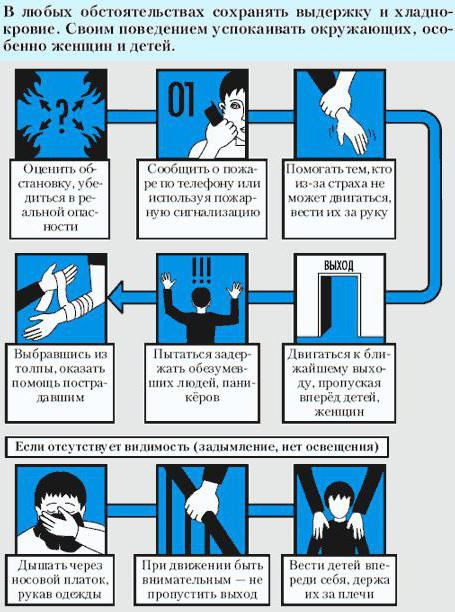 В любых обстоятельствах сохранять выдержку и хладно-
кровие. Своим поведением успокаивать окружающих, осо-
бенно женщин и детей.
?
01
Оценить об-
становку, убе-
диться в ре-
альной опас-
ности
Сообщить о пожа-
ре по телефону или
используя пожар-
ную сигнализацию
Помогать тем, кто
из-за страха не
может двигаться,
вести их за руку
!!!
ВЫХОД
Выбравшись из
толпы, оказать
помощь постра-
давшим
Пытаться задер-
жать обезумев-
ших людей, пани-
кёров
Двигаться к бли-
жайшему выхо-
ду, пропуская
вперёд детей,
женщин
Если отсутствует видимость (задымление, нет освещения)
Дышать через
носовой платок,
рукав одежды
При движении быть
внимательным — не
пропустить выход
Вести детей впе-
реди себя, держа
их за плечи